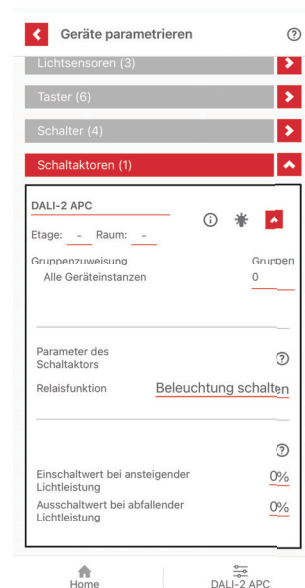 Geräte parametrieren
Lichtsensoren (3)
Taster (6)
Schalter (4)
Schaltaktoren (1)
DALI-2 APC
Etage: - Raum: -
Gruppenzuweisung Gruppen
Alle Geräteinstanzen 0
Parameter des
Schaltaktors
Relaisfunktion Beleuchtung schalten
Einschaltwert bei ansteigender 0%
Lichtleistung
Ausschaltwert bei abfallender 0%
Lichtleistung
Home DALI-2 APC